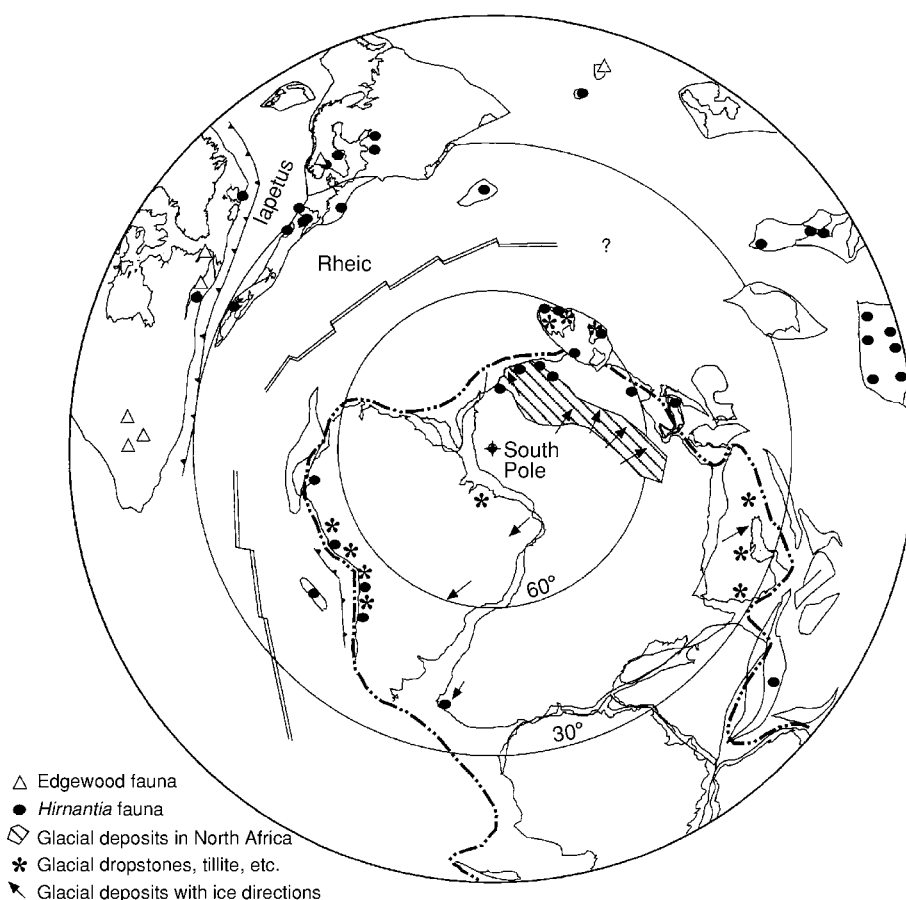 Iapetus
Rheic
?
South
Pole
60°
30°
△ Edgewood fauna
● Hirnantia fauna
Glacial deposits in North Africa
* Glacial dropstones, tillite, etc.
Glacial deposits with ice directions